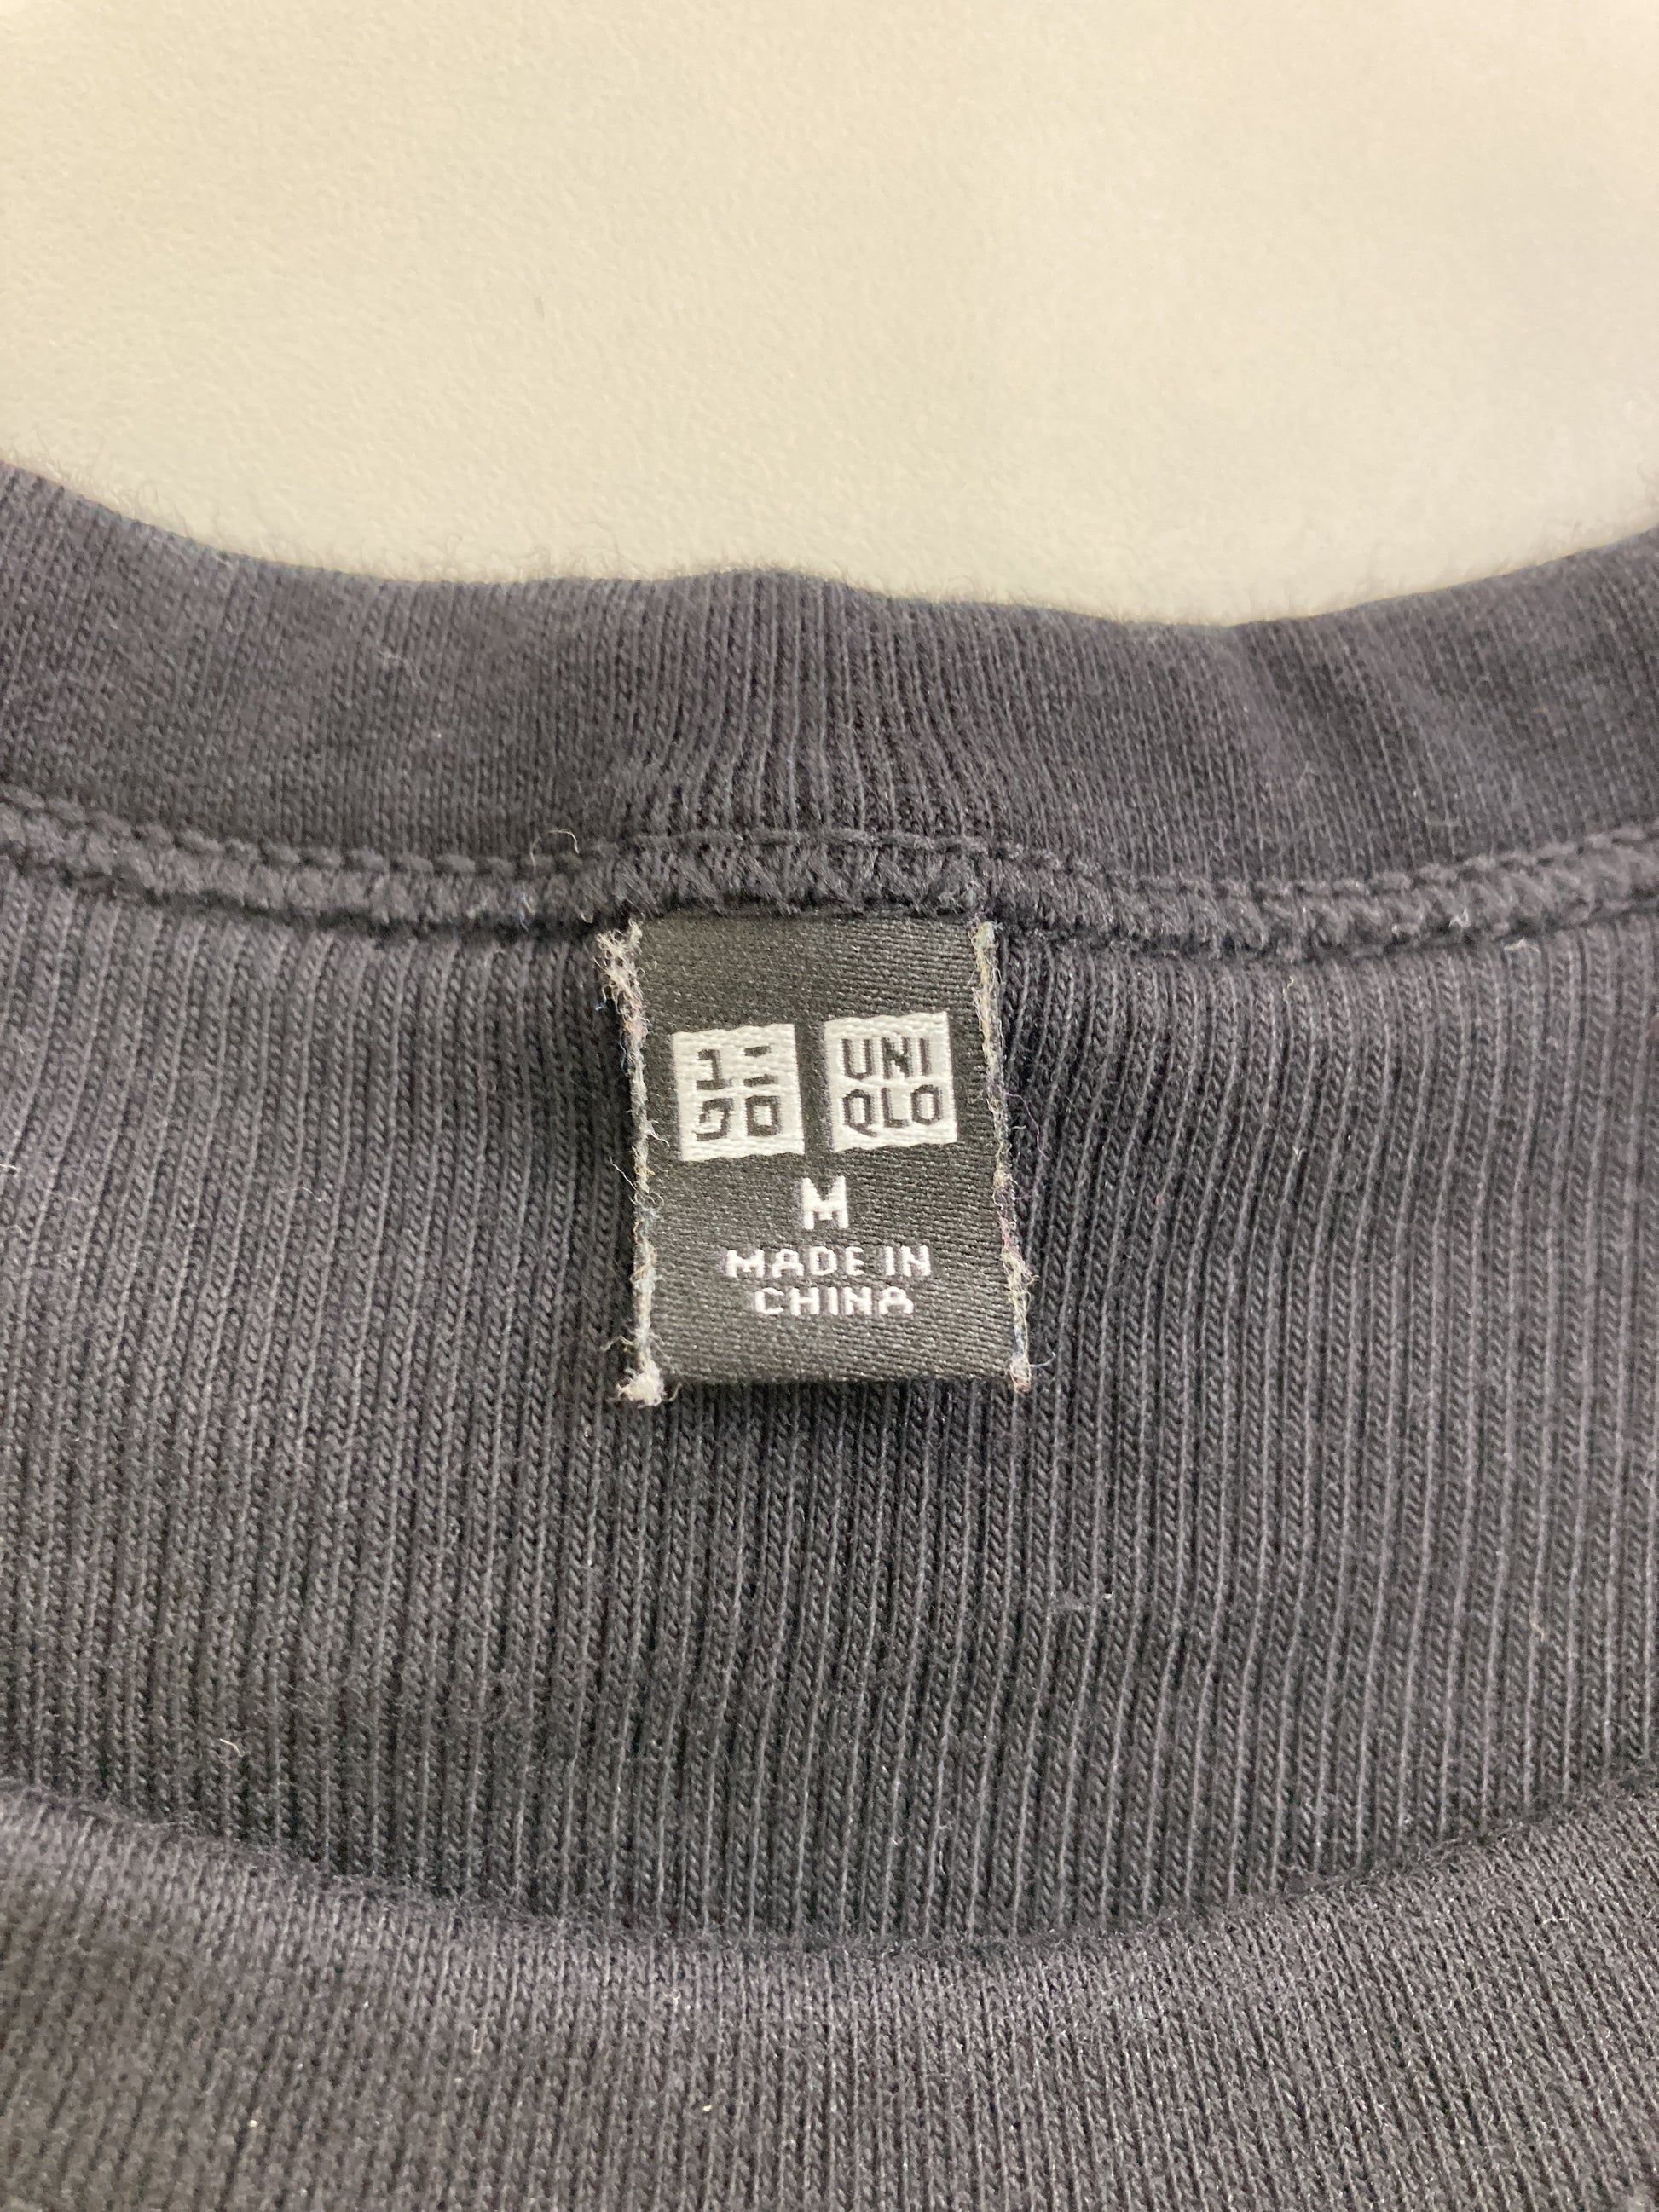 ユニ UNI
クロ QLO
M
MADE IN
CHINA